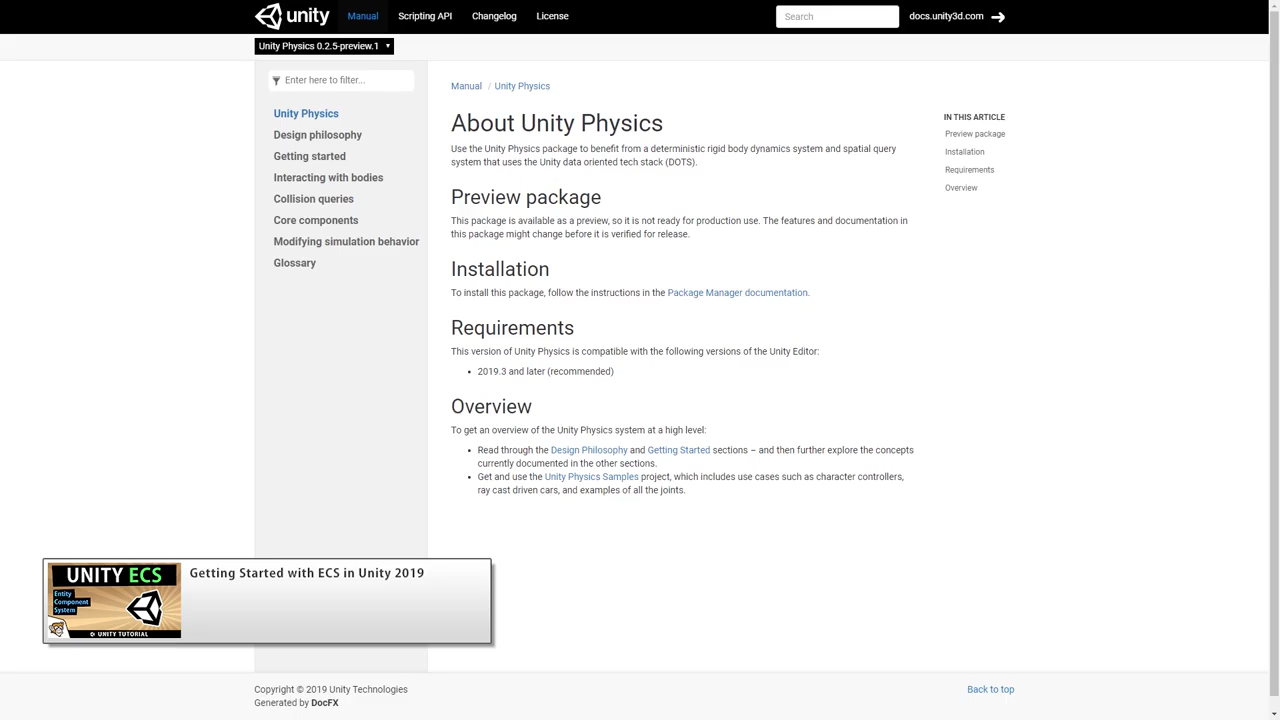 unity Manual Scripting API Changelog License Search docs.unity3d.com
Unity Physics 0.2.5-preview.1
Enter here to filter...
Unity Physics
Design philosophy
Getting started
Interacting with bodies
Collision queries
Core components
Modifying simulation behavior
Glossary
Manual / Unity Physics
About Unity Physics
Use the Unity Physics package to benefit from a deterministic rigid body dynamics system and spatial query
system that uses the Unity data oriented tech stack (DOTS).
Preview package
This package is available as a preview, so it is not ready for production use. The features and documentation in
this package might change before it is verified for release.
Installation
To install this package, follow the instructions in the Package Manager documentation.
Requirements
This version of Unity Physics is compatible with the following versions of the Unity Editor:
• 2019.3 and later (recommended)
Overview
To get an overview of the Unity Physics system at a high level:
• Read through the Design Philosophy and Getting Started sections – and then further explore the concepts
currently documented in the other sections.
• Get and use the Unity Physics Samples project, which includes use cases such as character controllers,
ray cast driven cars, and examples of all the joints.
IN THIS ARTICLE
Preview package
Installation
Requirements
Overview
UNITY ECS
Entity
Component
System
UNITY TUTORIAL
Getting Started with ECS in Unity 2019
Copyright © 2019 Unity Technologies
Generated by DocFX
Back to top